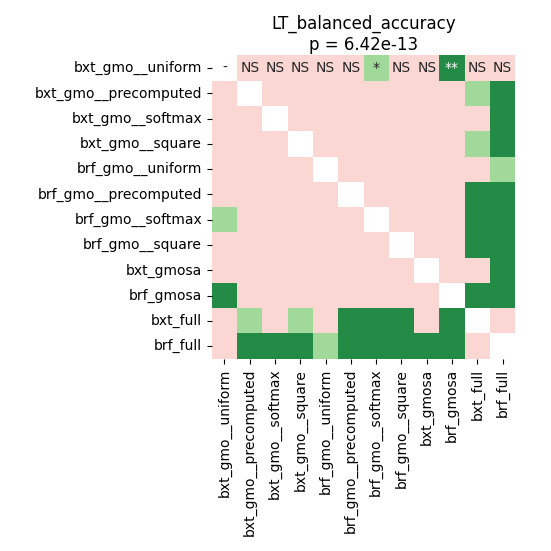 LT_balanced_accuracy
p = 6.42e-13
bxt_gmo__uniform - NS NS NS NS NS * NS NS ** NS NS
bxt_gmo__precomputed
bxt_gmo__softmax
bxt_gmo__square
brf_gmo__uniform
brf_gmo__precomputed
brf_gmo__softmax
brf_gmo__square
bxt_gmosa
brf_gmosa
bxt_full
brf_full
bxt_gmo__uniform
bxt_gmo__precomputed
bxt_gmo__softmax
bxt_gmo__square
brf_gmo__uniform
brf_gmo__precomputed
brf_gmo__softmax
brf_gmo__square
bxt_gmosa
brf_gmosa
bxt_full
brf_full